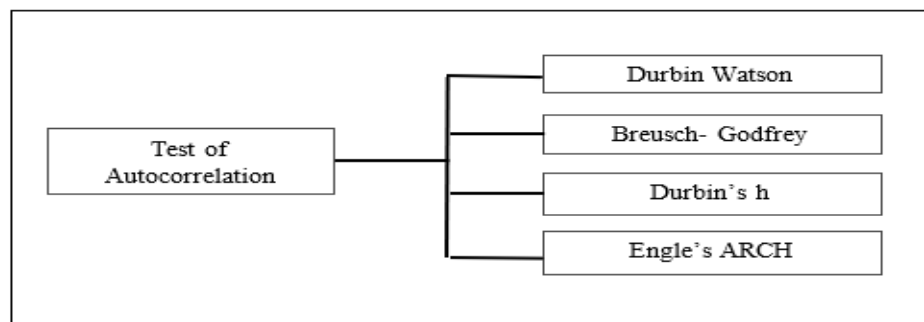 Test of
Autocorrelation
Durbin Watson
Breusch- Godfrey
Durbin’s h
Engle’s ARCH